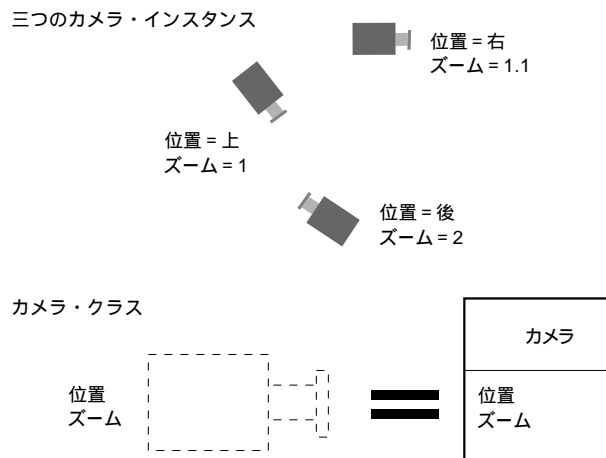 三つのカメラ・インスタンス
位置 = 右
ズーム = 1.1
位置 = 上
ズーム = 1
位置 = 後
ズーム = 2
カメラ・クラス
位置
ズーム
カメラ
位置
ズーム